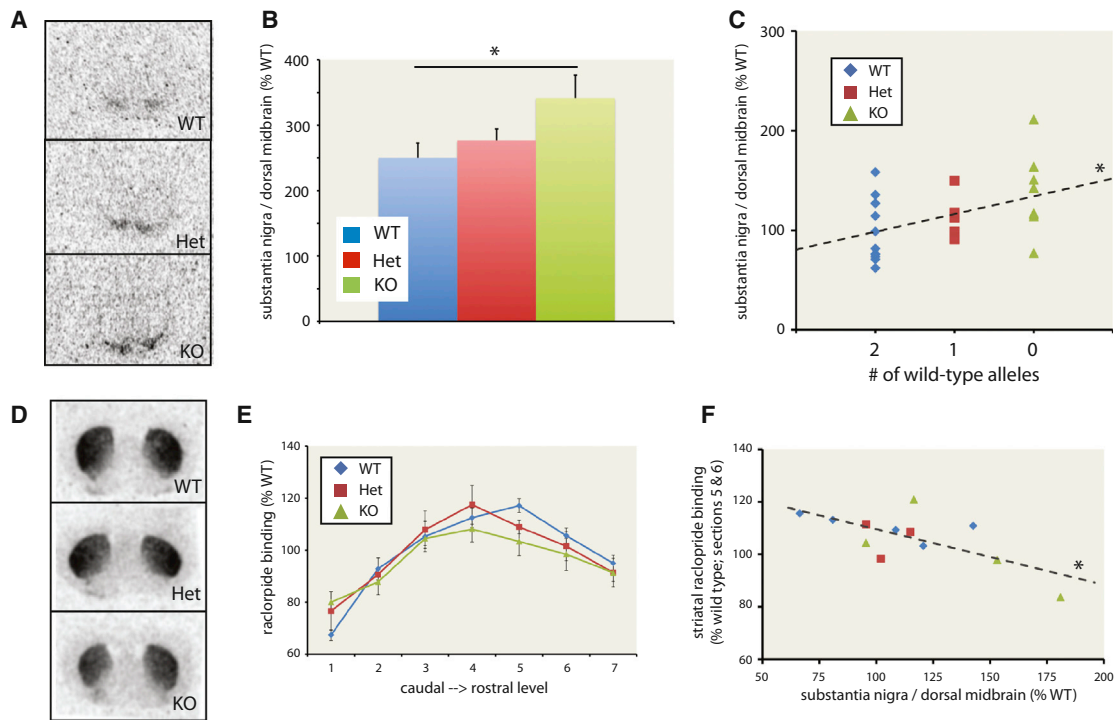 A
WT
Het
KO
B
substantia nigra / dorsal midbrain (% WT)
400
300
300
200
100
0
*
WT
Het
KO
C
substantia nigra / dorsal midbrain (% WT)
300
200
100
0
WT
Het
KO
*
2 1 0
# of wild-type alleles
D
WT
Het
KO
E
raclorpide binding (% WT)
140
120
100
80
60
WT
Het
KO
1 2 3 4 5 6 7
caudal --> rostral level
F
striatal raclopride binding
(% wild type; sections 5 & 6)
140
120
100
80
60
*
50 75 100 125 150 175 200
substantia nigra / dorsal midbrain (% WT)